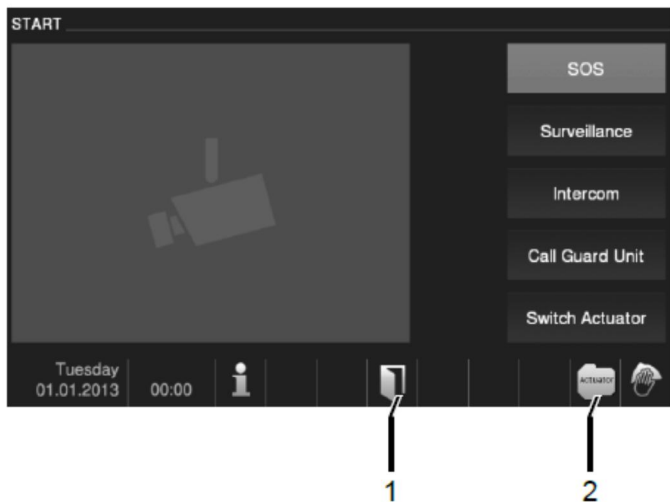 START
SOS
Surveillance
Intercom
Call Guard Unit
Switch Actuator
Tuesday
01.01.2013
00:00
i
Actuator
1
2